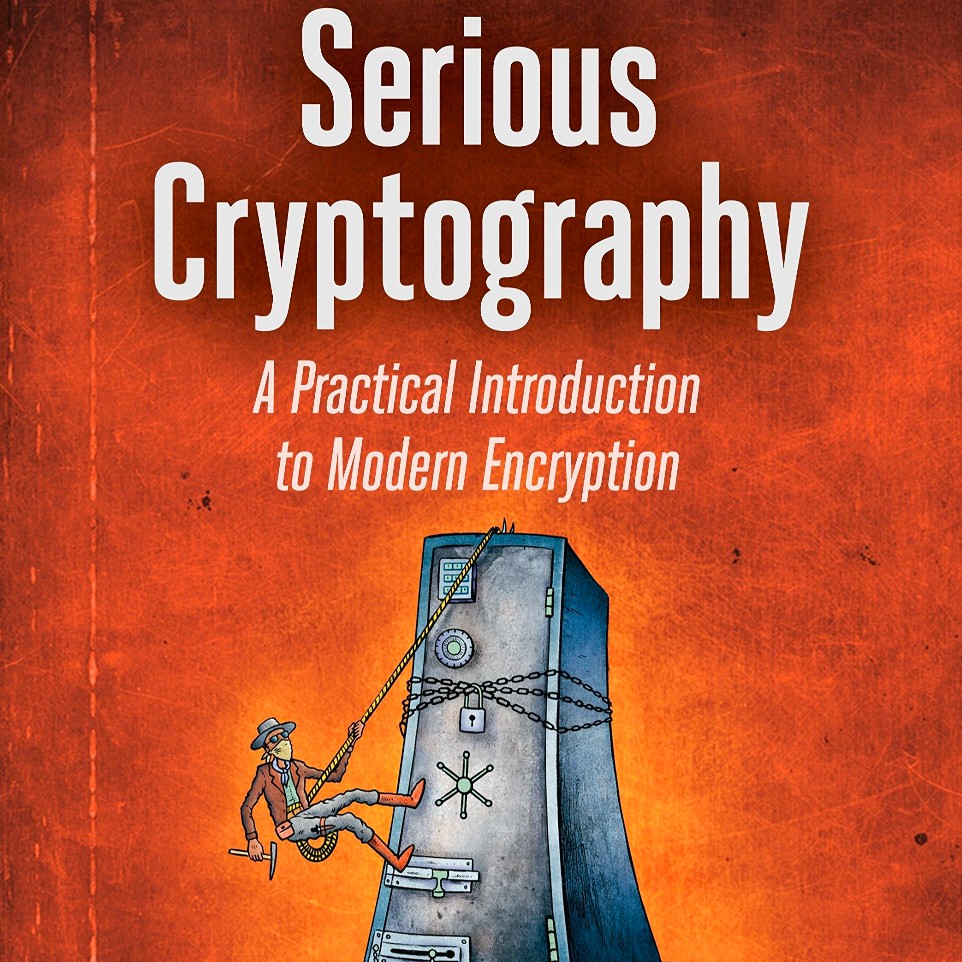 Serious
Cryptography
A Practical Introduction
to Modern Encryption